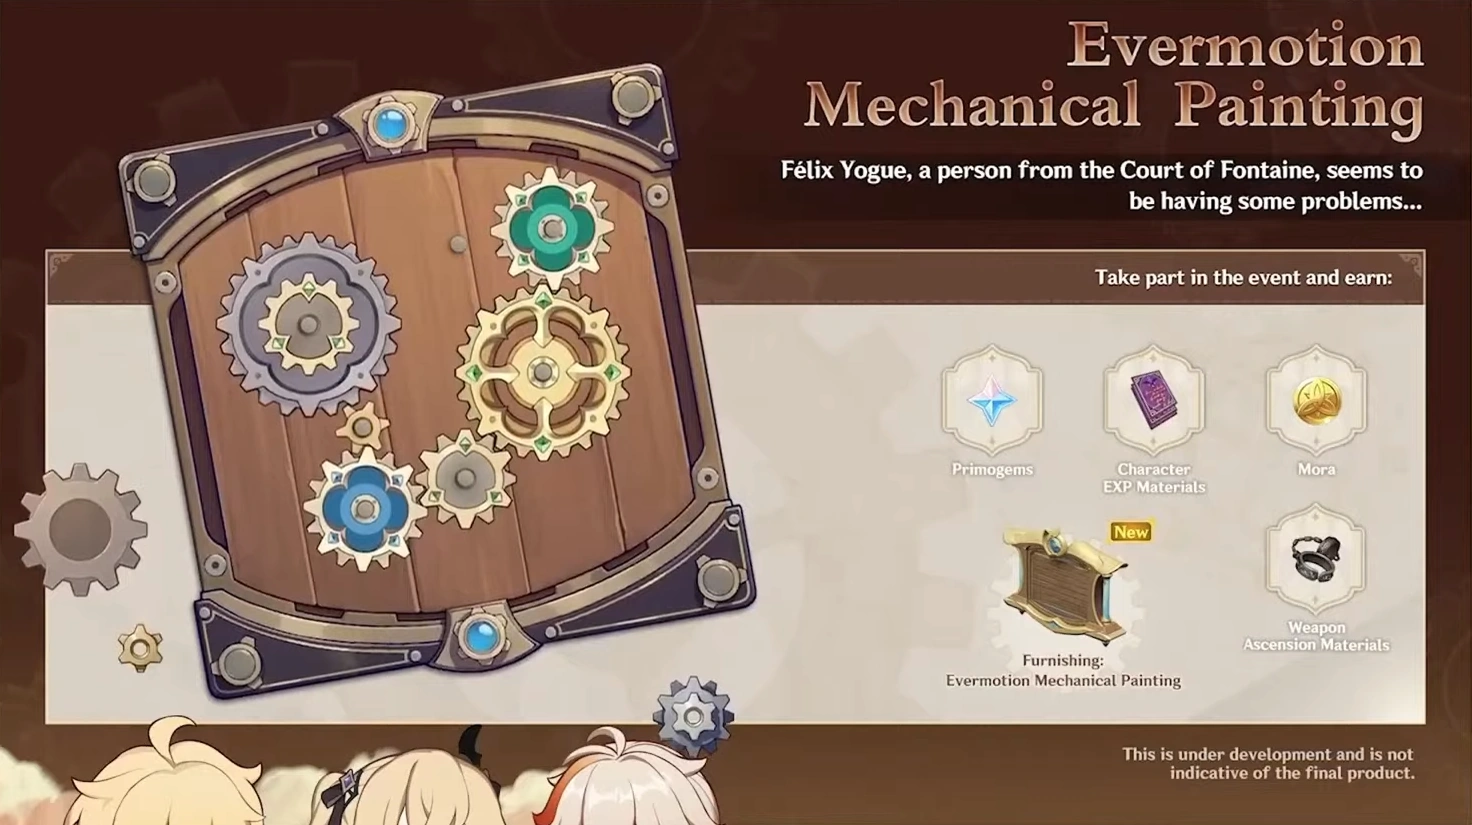 Evermotion
Mechanical Painting
Félix Yogue, a person from the Court of Fontaine, seems to
be having some problems...
Take part in the event and earn:
Primogems
Character
EXP Materials
Mora
New
Furnishing:
Evermotion Mechanical Painting
Weapon
Ascension Materials
This is under development and is not
indicative of the final product.